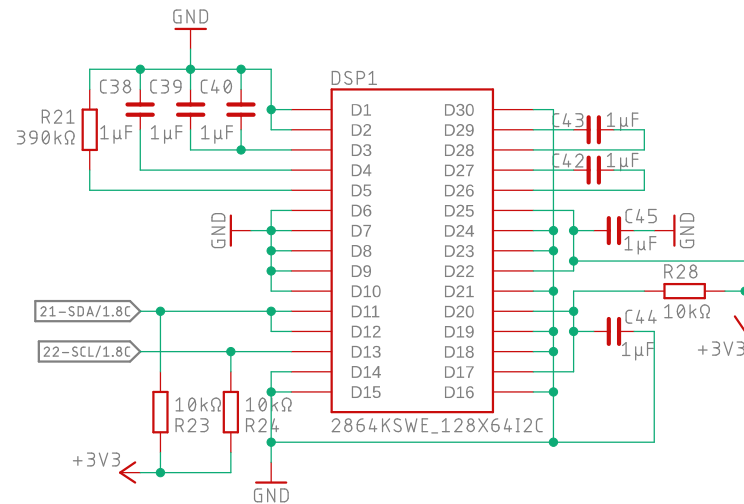 GND
DSP1
C38 C39 C40
R21
390kΩ
1µF 1µF 1µF
D1 D30
D2 D29
D3 D28
D4 D27
D5 D26
D6 D25
D7 D24
D8 D23
D9 D22
D10 D21
D11 D20
D12 D19
D13 D18
D14 D17
D15 D16
C43 1µF
C42 1µF
GND
C45
1µF
GND
R28
10kΩ
C44
1µF
+3V3
21-SDA/1.8C
22-SCL/1.8C
10kΩ 10kΩ
R23 R24
2864KSWE_128X64I2C
+3V3
GND